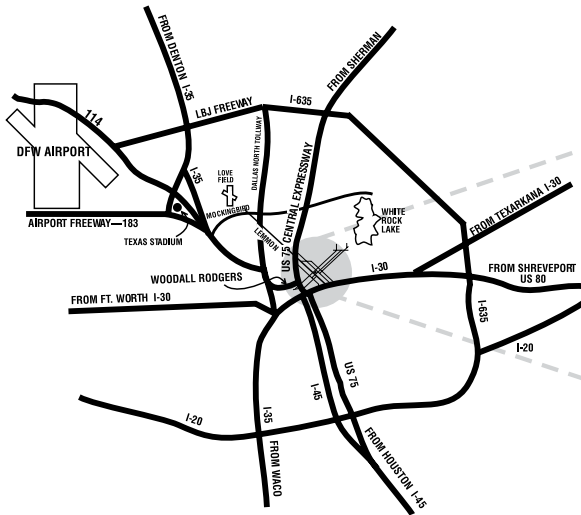 FROM DENTON I-35
FROM SHERMAN
114
LBJ FREEWAY
I-635
DFW AIRPORT
I-35
LOVE
FIELD
DALLAS NORTH TOLLWAY
US 75 CENTRAL EXPRESSWAY
MOCKINGBIRD
WHITE
ROCK
LAKE
FROM TEXARKANA I-30
AIRPORT FREEWAY—183
TEXAS STADIUM
LEMMON
WOODALL RODGERS
I-30
FROM SHREVEPORT
US 80
FROM FT. WORTH I-30
I-635
I-20
US 75
I-45
I-20
I-35
FROM WACO
FROM HOUSTON I-45